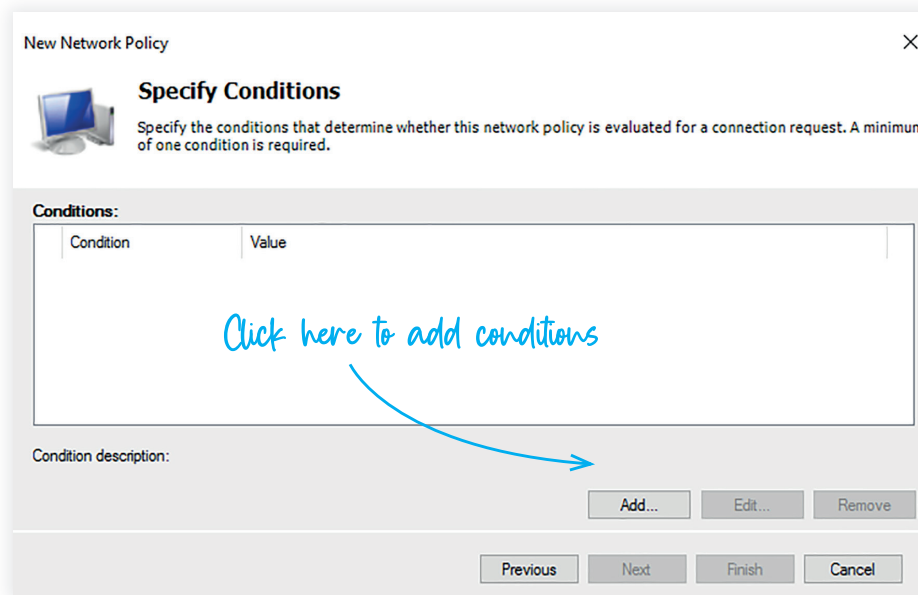 New Network Policy
Specify Conditions
Specify the conditions that determine whether this network policy is evaluated for a connection request. A minimum
of one condition is required.
Conditions:
Condition Value
Click here to add conditions
Condition description:
Add... Edit... Remove
Previous Next Finish Cancel